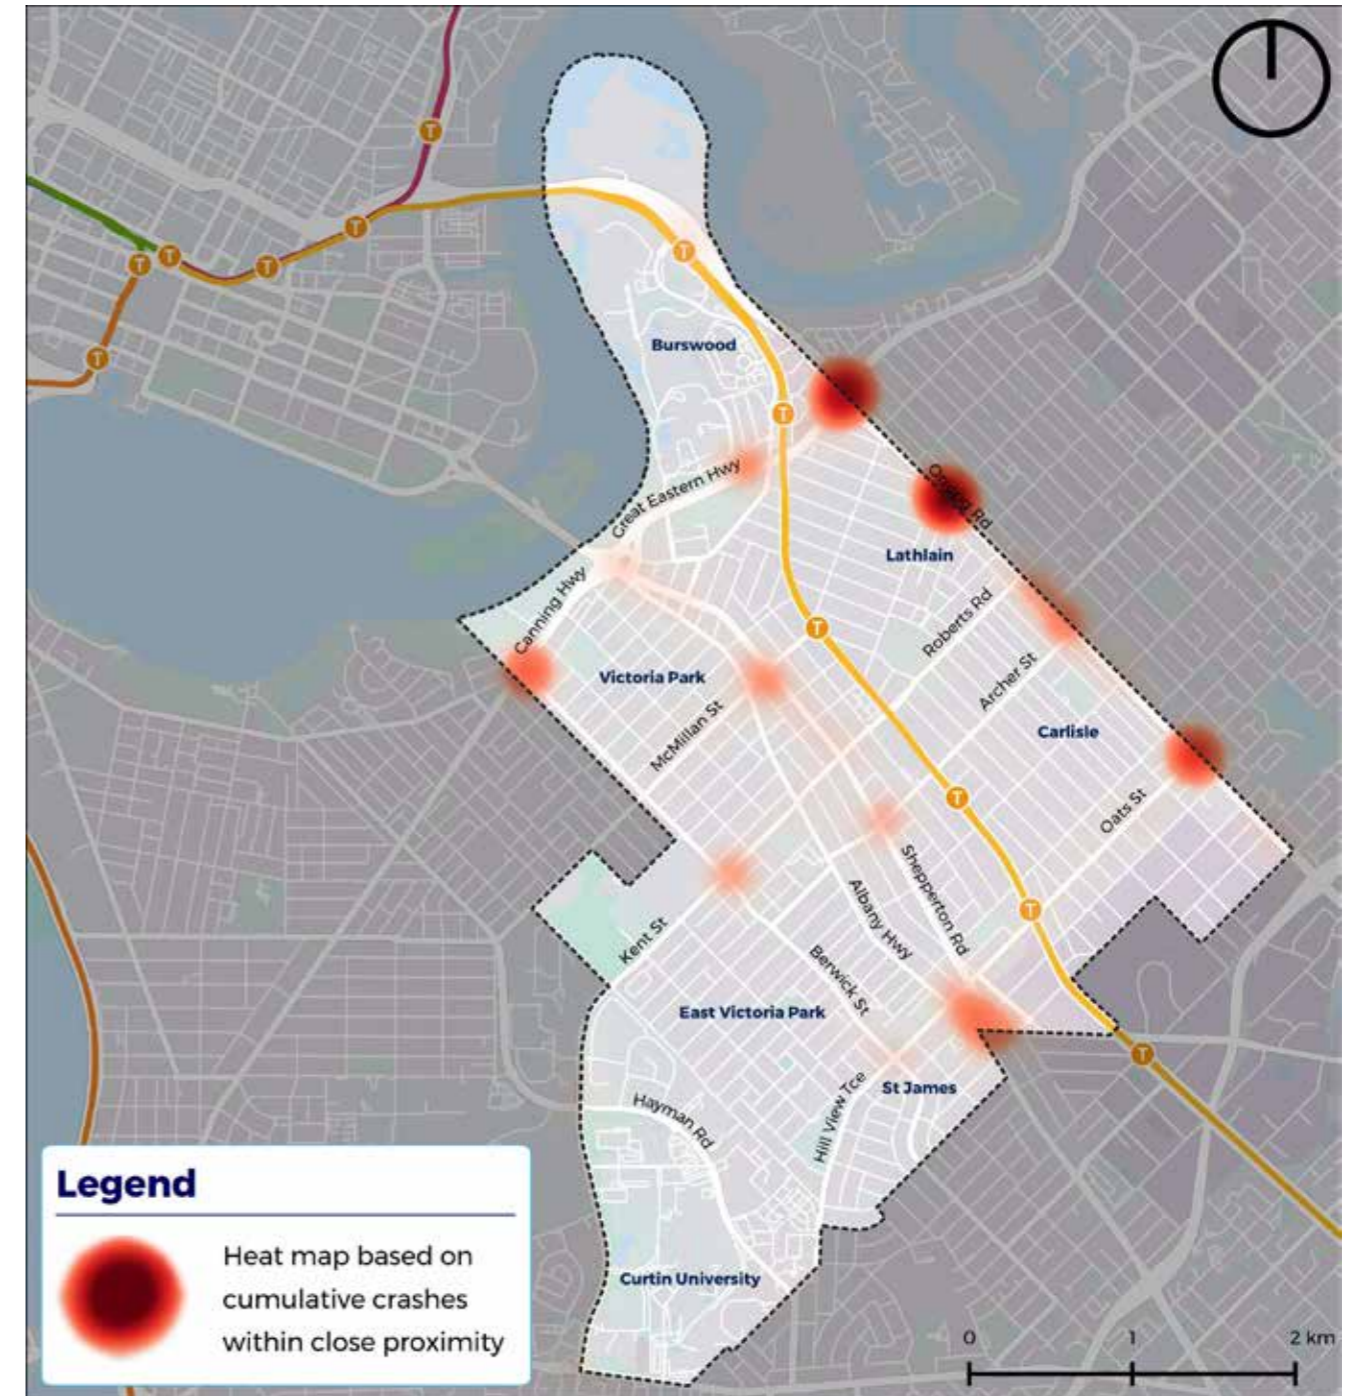 T
T
T
T
T
T
T
Burswood
T
Great Eastern Hwy
Orrong Rd
Lathlain
Canning Hwy
Roberts Rd
T
Victoria Park
Archer St
McMillan St
Carlisle
T
Oats St
Shepperton Rd
Albany Hwy
T
Kent St
Berwick St
East Victoria Park
T
St James
Hill View Tce
Hayman Rd
Curtin University
Legend
Heat map based on
cumulative crashes
within close proximity
0 1 2 km